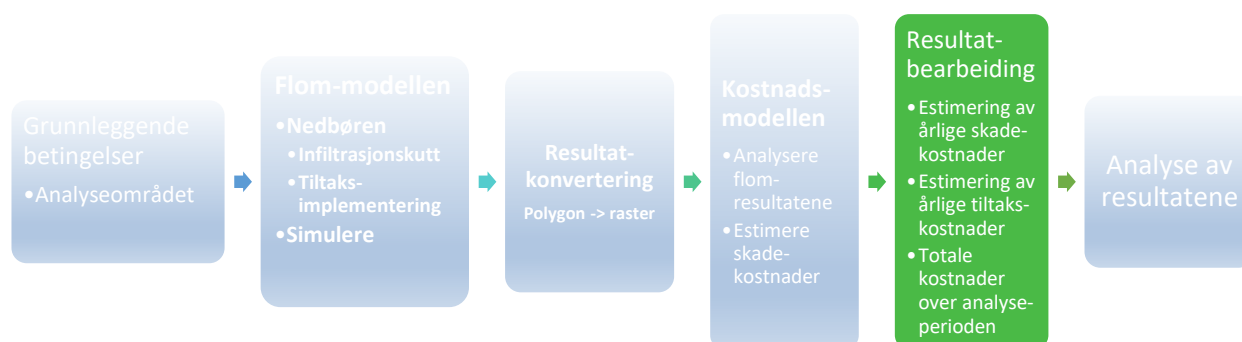 Grunnleggende
betingelser
•Analyseområdet
Flom-modellen
•Nedbøren
•Infiltrasjonskutt
•Tiltaks-
implementering
•Simulere
Resultat-
konvertering
Polygon -> raster
Kostnads-
modellen
•Analysere
flom-
resultatene
•Estimere
skade-
kostnader
Resultat-
bearbeiding
•Estimering av
årlige skade-
kostnader
•Estimering av
årlige tiltaks-
kostnader
•Totale
kostnader
over analyse-
perioden
Analyse av
resultatene